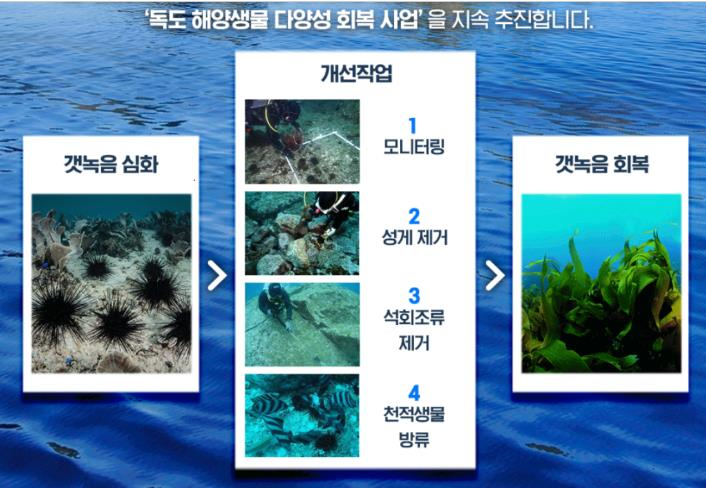 ‘독도 해양생물 다양성 회복 사업’ 을 지속 추진합니다.
갯녹음 심화
개선작업
1
모니터링
2
성게 제거
3
석회조류
제거
4
천적생물
방류
갯녹음 회복